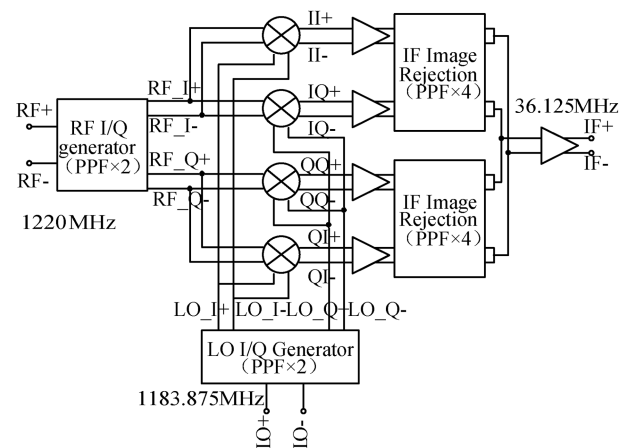 II+
II-
IF Image
Rejection
(PPF×4)
RF_I+
IQ+
36.125MHz
RF+
RF_I-
IQ-
IF+
RF I/Q
generator
(PPF×2)
RF_Q+
QQ+
IF-
RF-
RF_Q-
QQ-
IF Image
Rejection
(PPF×4)
1220MHz
QI+
QI-
LO_I+
LO_I-
LO_Q+
LO_Q-
LO I/Q Generator
(PPF×2)
1183.875MHz
LO+
LO-